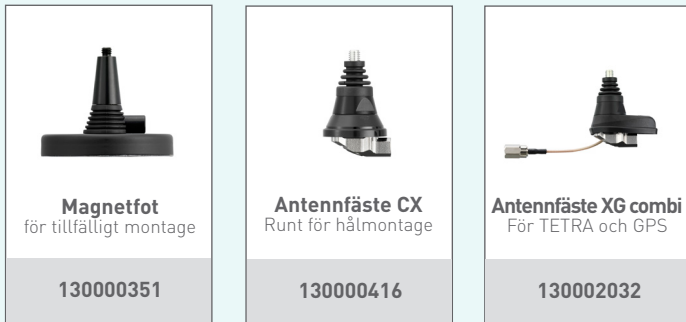 Magnetfot
för tillfälligt montage
130000351
Antennfäste CX
Runt för hålmontage
130000416
Antennfäste XG combi
För TETRA och GPS
130002032